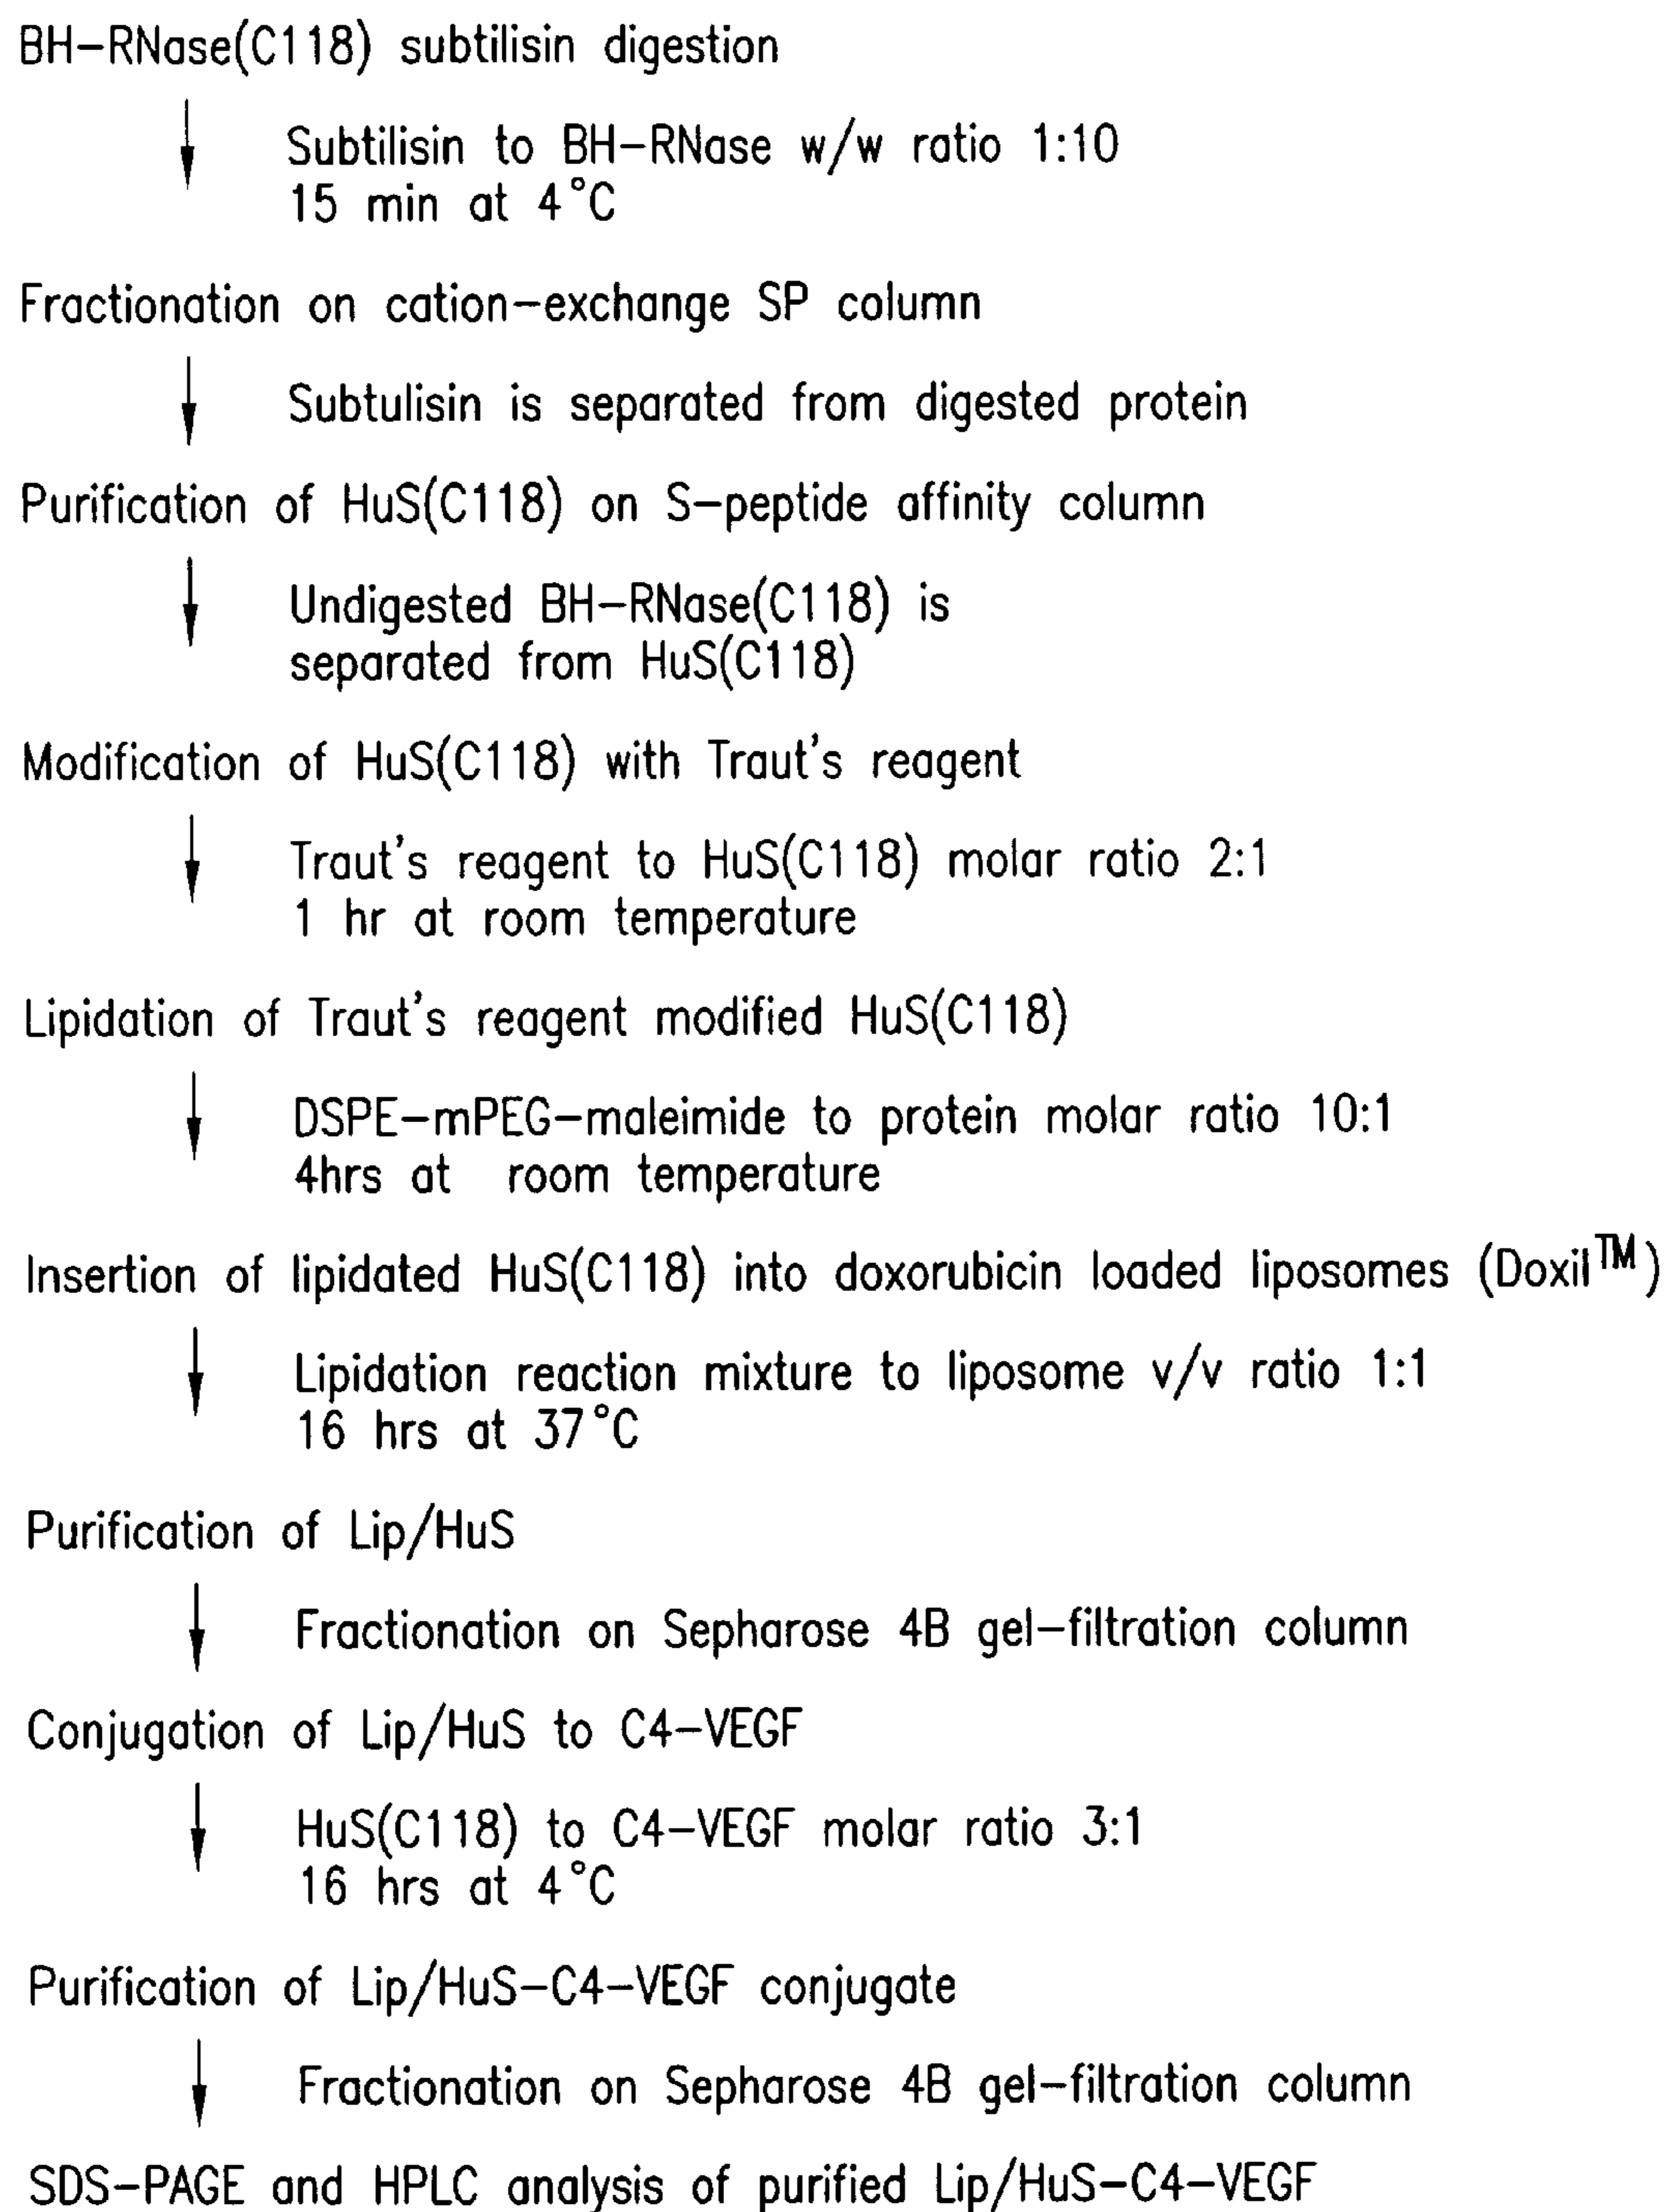 BH-RNase(C118) subtilisin digestion
Subtilisin to BH-RNase w/w ratio 1:10
15 min at 4°C
Fractionation on cation-exchange SP column
Subtulisin is separated from digested protein
Purification of HuS(C118) on S-peptide affinity column
Undigested BH-RNase(C118) is
separated from HuS(C118)
Modification of HuS(C118) with Traut's reagent
Traut's reagent to HuS(C118) molar ratio 2:1
1 hr at room temperature
Lipidation of Traut's reagent modified HuS(C118)
DSPE-mPEG-maleimide to protein molar ratio 10:1
4hrs at room temperature
Insertion of lipidated HuS(C118) into doxorubicin loaded liposomes (Doxil™)
Lipidation reaction mixture to liposome v/v ratio 1:1
16 hrs at 37°C
Purification of Lip/HuS
Fractionation on Sepharose 4B gel-filtration column
Conjugation of Lip/HuS to C4-VEGF
HuS(C118) to C4-VEGF molar ratio 3:1
16 hrs at 4°C
Purification of Lip/HuS-C4-VEGF conjugate
Fractionation on Sepharose 4B gel-filtration column
SDS-PAGE and HPLC analysis of purified Lip/HuS-C4-VEGF